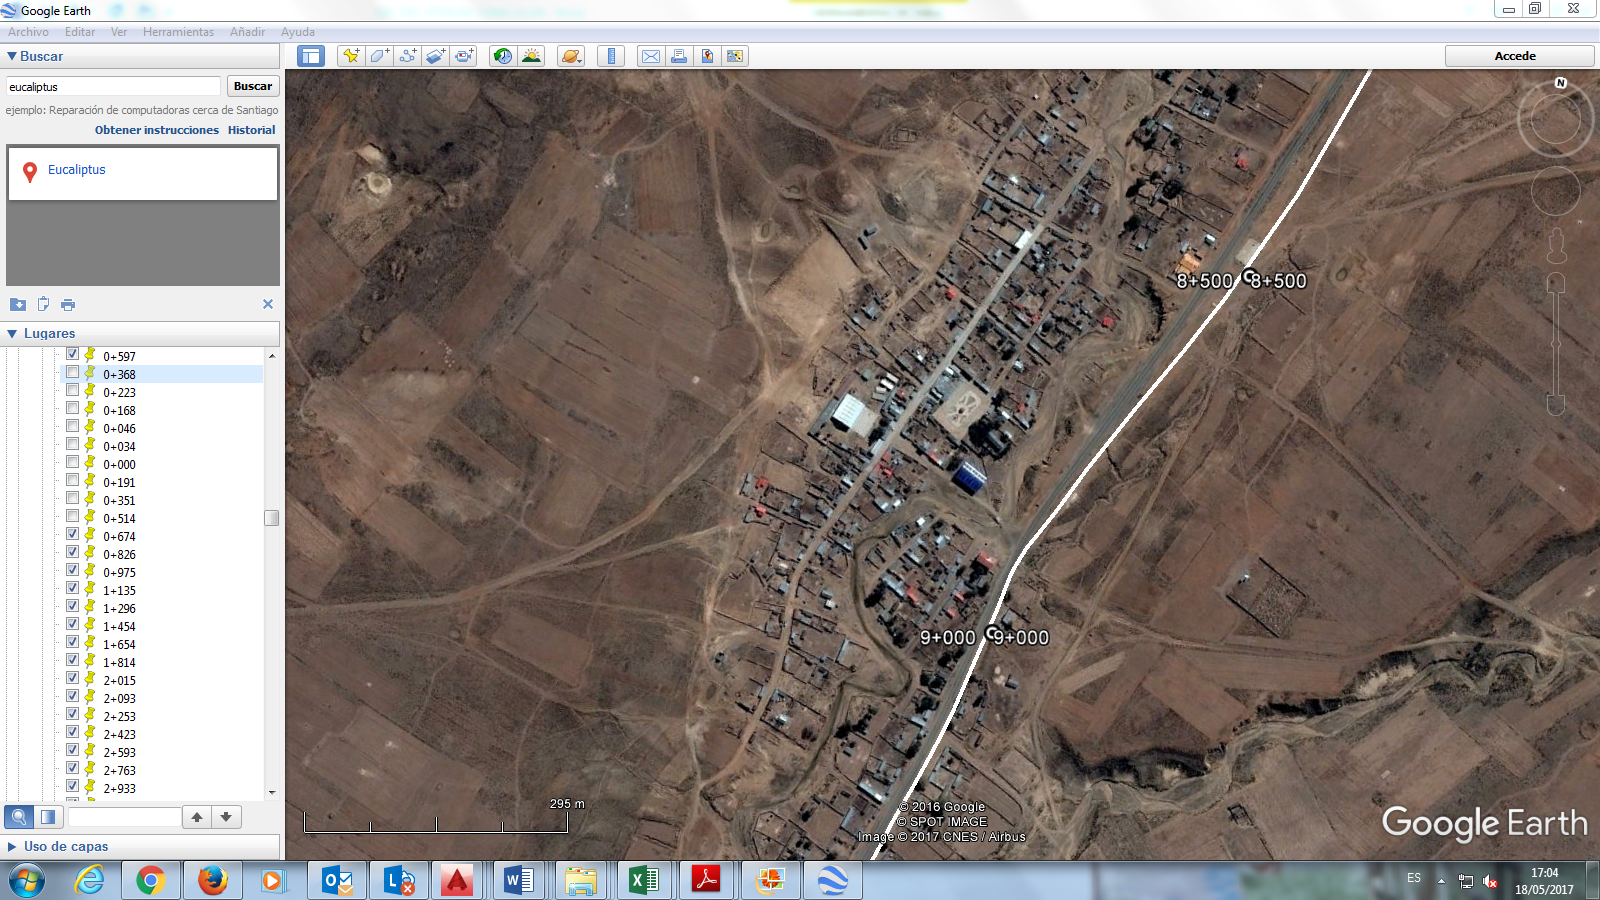 Google Earth
Archivo Editar Ver Herramientas Añadir Ayuda
Buscar
eucaliptus
Buscar
ejemplo: Reparación de computadoras cerca de Santiago
Obtener instrucciones Historial
Eucaliptus
Lugares
0+597
0+368
0+223
0+168
0+046
0+034
0+000
0+191
0+351
0+514
0+674
0+826
0+975
1+135
1+296
1+454
1+654
1+814
2+015
2+093
2+253
2+423
2+593
2+763
2+933
Uso de capas
Accede
N
8+500 8+500
9+000 9+000
295 m
© 2016 Google
© SPOT IMAGE
Image © 2017 CNES / Airbus
Google Earth
ES
17:04
18/05/2017